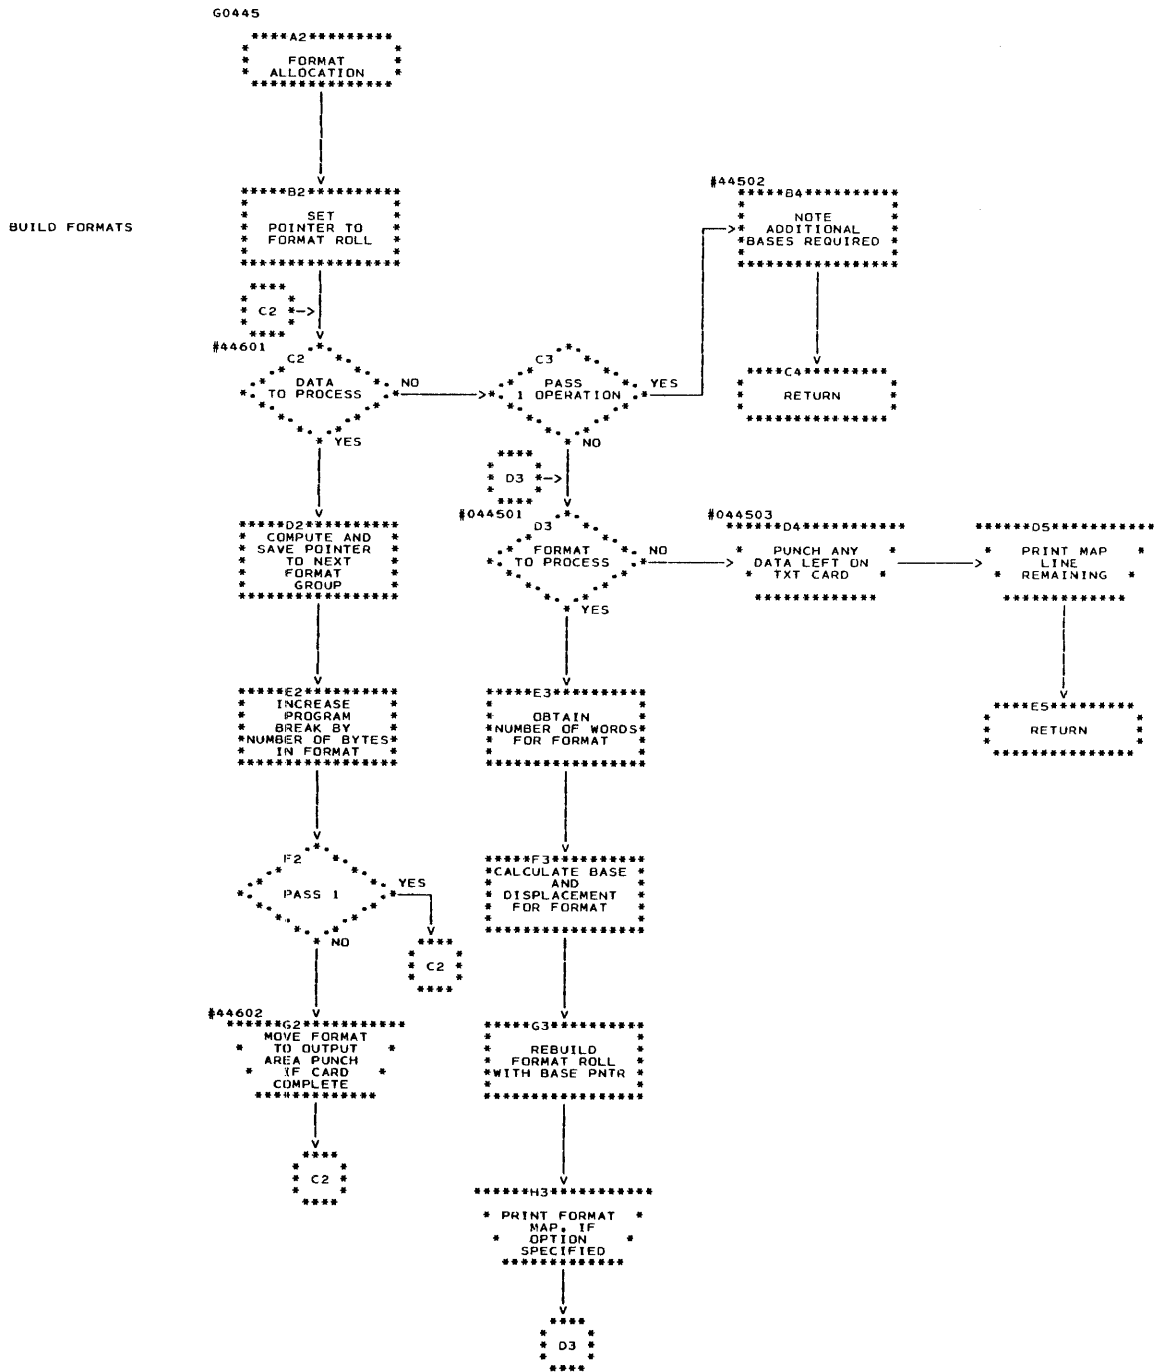 G0445
A2
FORMAT
ALLOCATION
BUILD FORMATS
B2
SET
POINTER TO
FORMAT ROLL
#44502
B4
NOTE
ADDITIONAL
BASES REQUIRED
C2
#44601
C2
DATA
TO PROCESS
NO
YES
C3
PASS
1 OPERATION
YES
NO
C4
RETURN
D3
D2
COMPUTE AND
SAVE POINTER
TO NEXT
FORMAT
GROUP
#044501
D3
FORMAT
TO PROCESS
NO
YES
#044503
D4
PUNCH ANY
DATA LEFT ON
TXT CARD
D5
PRINT MAP
LINE
REMAINING
E2
INCREASE
PROGRAM
BREAK BY
NUMBER OF BYTES
IN FORMAT
E3
OBTAIN
NUMBER OF WORDS
FOR FORMAT
E5
RETURN
F2
PASS 1
YES
NO
C2
F3
CALCULATE BASE
AND
DISPLACEMENT
FOR FORMAT
#44602
G2
MOVE FORMAT
TO OUTPUT
AREA PUNCH
IF CARD
COMPLETE
G3
REBUILD
FORMAT ROLL
WITH BASE PNTR
C2
H3
PRINT FORMAT
MAP, IF
OPTION
SPECIFIED
D3